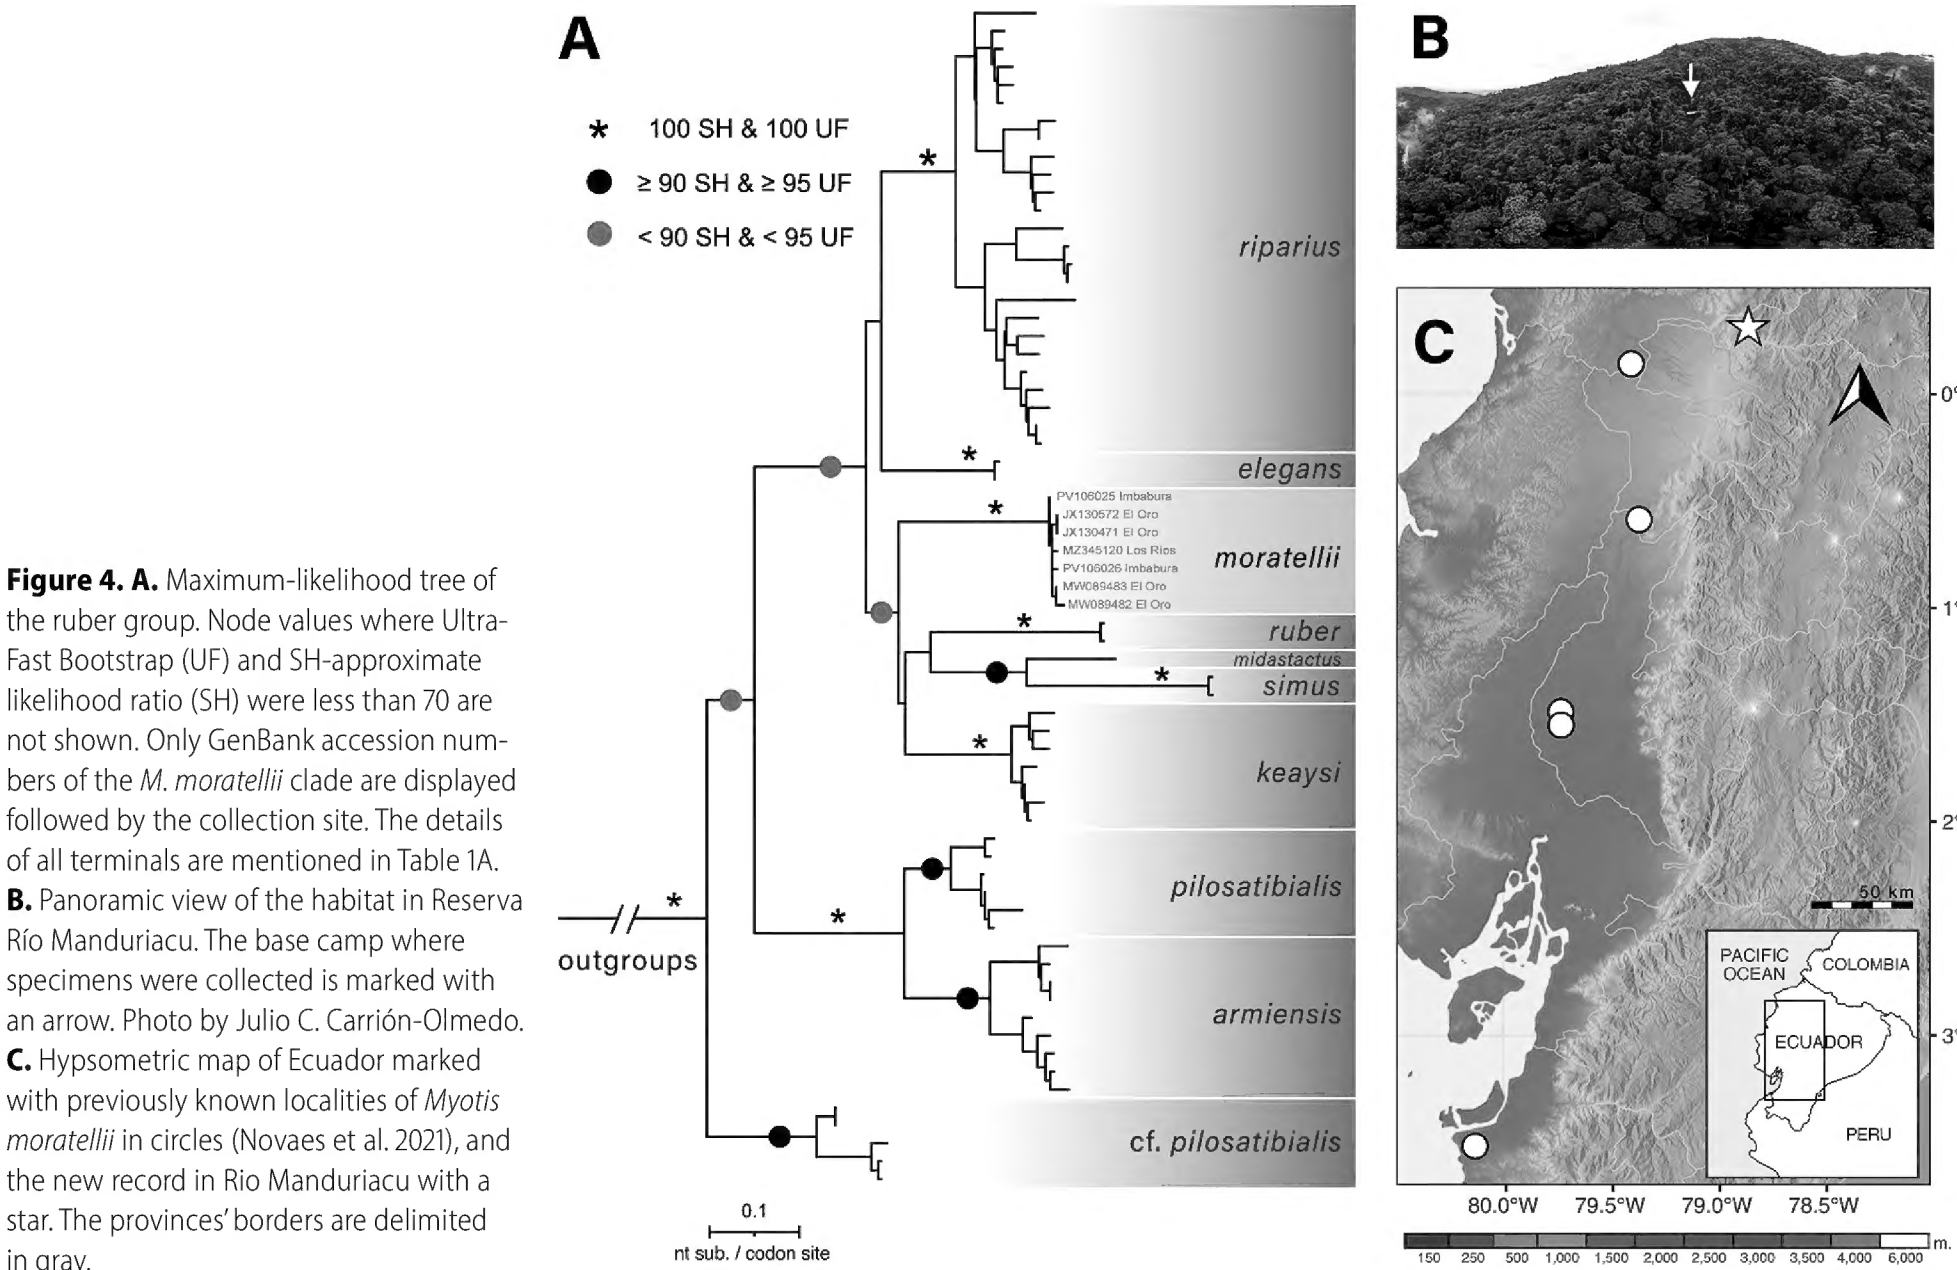 Figure 4. A. Maximum-likelihood tree of
the ruber group. Node values where Ultra-
Fast Bootstrap (UF) and SH-approximate
likelihood ratio (SH) were less than 70 are
not shown. Only GenBank accession num-
bers of the M. moratellii clade are displayed
followed by the collection site. The details
of all terminals are mentioned in Table 1A.
B. Panoramic view of the habitat in Reserva
Río Manduriacu. The base camp where
specimens were collected is marked with
an arrow. Photo by Julio C. Carrión-Olmedo.
C. Hypsometric map of Ecuador marked
with previously known localities of Myotis
moratellii in circles (Novaes et al. 2021), and
the new record in Rio Manduriacu with a
star. The provinces’ borders are delimited
in gray.
A
* 100 SH & 100 UF
≥ 90 SH & ≥ 95 UF
< 90 SH & < 95 UF
*
riparius
*
elegans
*
PV106025 Imbabura
JX130572 El Oro
JX130471 El Oro
MZ345120 Los Rios
PV106026 Imbabura
MW089483 El Oro
MW089482 El Oro
moratellii
*
ruber
midastactus
*
simus
*
keaysi
pilosatibialis
*
*
outgroups
armiensis
cf. pilosatibialis
0.1
nt sub. / codon site
B
C
0°
1°
2°
3°
50 km
PACIFIC
OCEAN
COLOMBIA
ECUADOR
PERU
80.0°W 79.5°W 79.0°W 78.5°W
m.
150 250 500 1,000 1,500 2,000 2,500 3,000 3,500 4,000 6,000